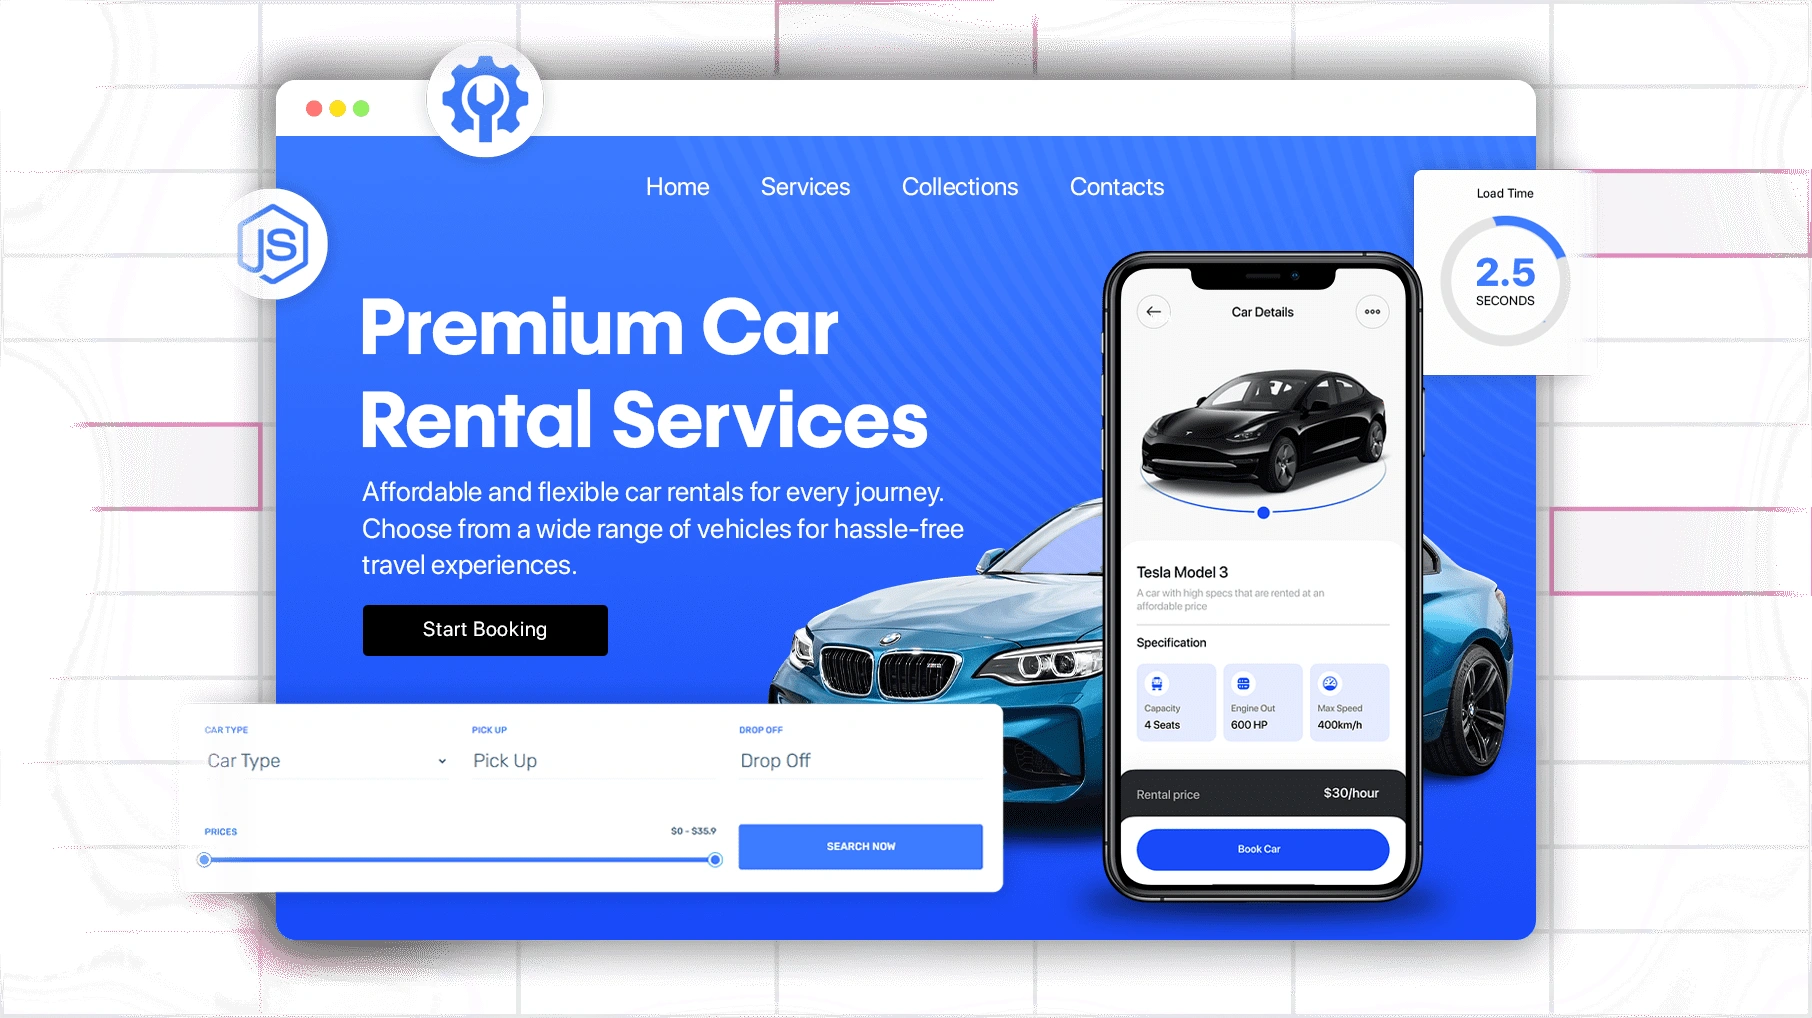 Home Services Collections Contacts
JS
Premium Car
Rental Services
Affordable and flexible car rentals for every journey.
Choose from a wide range of vehicles for hassle-free
travel experiences.
Start Booking
CAR TYPE PICK UP DROP OFF
Car Type Pick Up Drop Off
PRICES $0 - $35.9
SEARCH NOW
Load Time
2.5
SECONDS
Car Details
Tesla Model 3
A car with high specs that are rented at an
affordable price
Specification
Capacity Engine Out Max Speed
4 Seats 600 HP 400km/h
Rental price $30/hour
Book Car